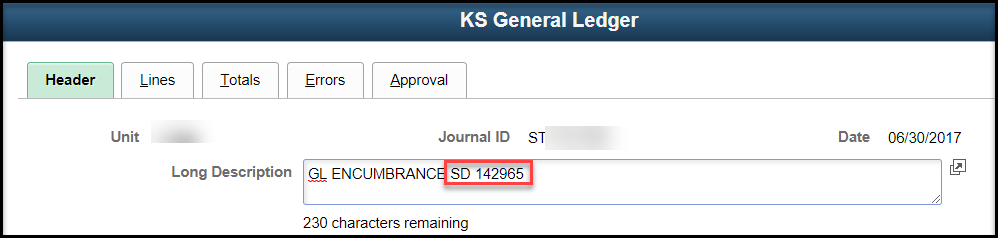 KS General Ledger
Header Lines Totals Errors Approval
Unit Journal ID ST Date 06/30/2017
Long Description GL ENCUMBRANCE SD 142965
230 characters remaining